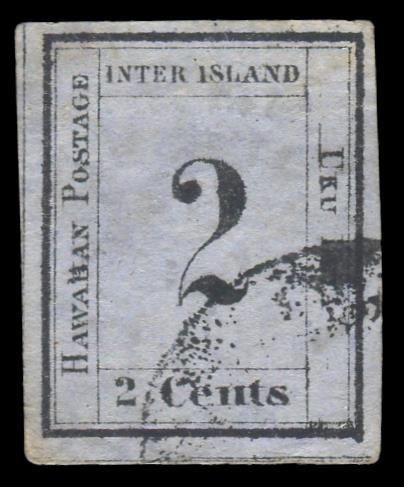 INTER ISLAND
HAWAIIAN POSTAGE
2
UKU
2 Cents